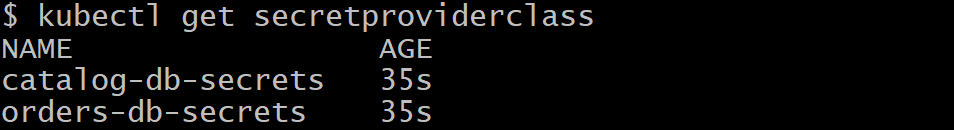 $ kubectl get secretproviderclass
NAME AGE
catalog-db-secrets 35s
orders-db-secrets 35s